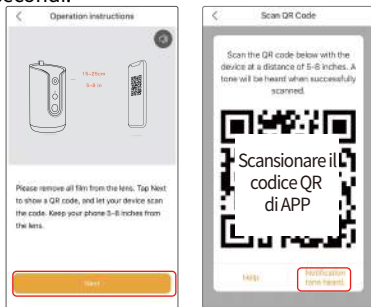 second.
Operation instructions
15-25cm
5-8 in
Please remove all film from the lens. Tap Next
to show a QR code, and let your device scan
the code. Keep your phone 5-8 inches from
the lens.
Next
Scan QR Code
Scan the QR code below with the
device at a distance of 5-8 inches. A
tone will be heard when successfully
scanned.
Scansionare il
codice QR
di APP
Help
Notification
tone heard